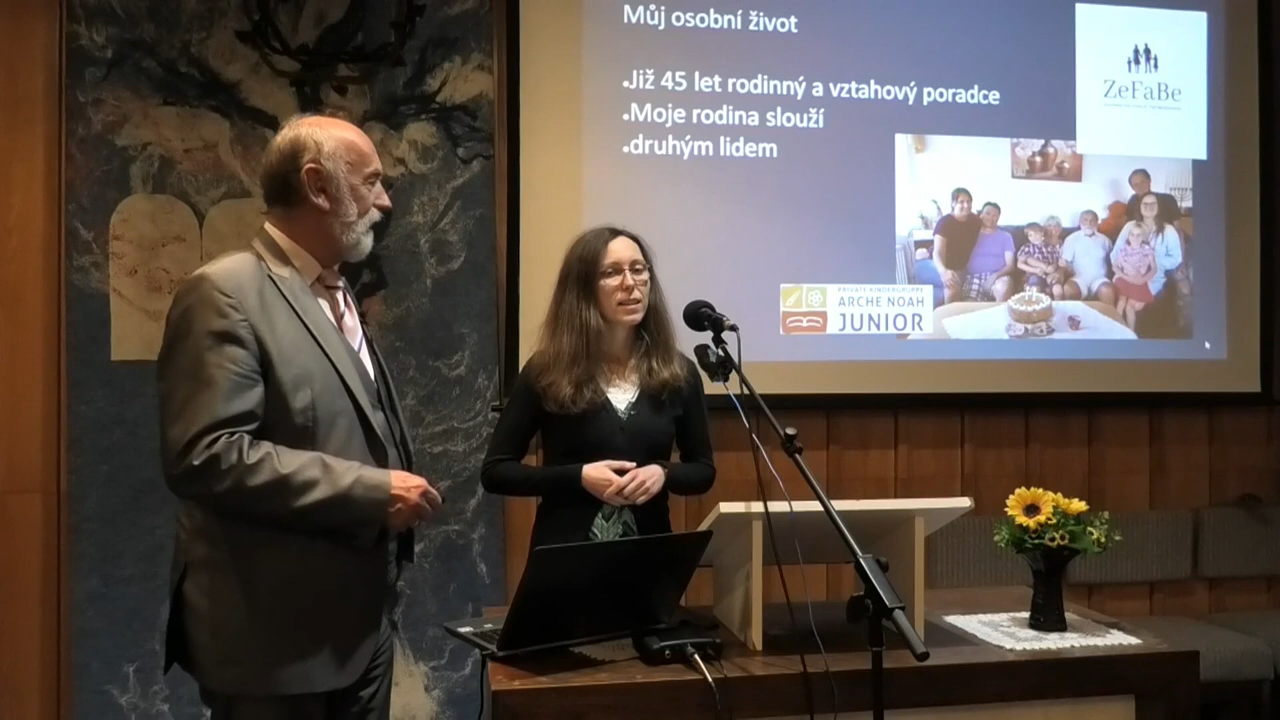 Můj osobní život
.Již 45 let rodinný a vztahový poradce
.Moje rodina slouží
.druhým lidem
ZeFaBe
PRIVATE KINDERGRUPPE
ARCHE NOAH
JUNIOR